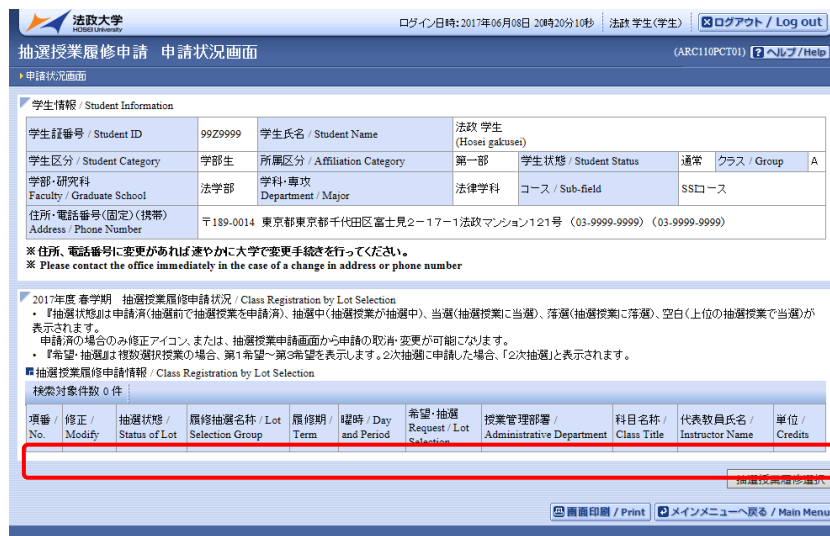 法政大学
HOSEI University
ログイン日時:2017年06月08日 20時20分10秒 法政 学生(学生) ログアウト / Log out
抽選授業履修申請 申請状況画面 (ARC110PCT01) ヘルプ/Help
申請状況画面
学生情報 / Student Information
学生証番号 / Student ID 99Z9999 学生氏名 / Student Name 法政 学生
(Hosei gakusei)
学生区分 / Student Category 学部生 所属区分 / Affiliation Category 第一部 学生状態 / Student Status 通常 クラス / Group A
学部・研究科
Faculty / Graduate School 法学部 学科・専攻
Department / Major 法律学科 コース / Sub-field SSIコース
住所・電話番号(固定)(携帯)
Address / Phone Number 〒189-0014 東京都東京都千代田区富士見2-17-1法政マンション121号 (03-9999-9999) (03-9999-9999)
※住所、電話番号に変更があれば速やかに大学で変更手続きを行ってください。
※ Please contact the office immediately in the case of a change in address or phone number
2017年度 春学期 抽選授業履修申請状況 / Class Registration by Lot Selection
・『抽選状態』は申請済(抽選前で抽選授業を申請済)、抽選中(抽選授業が抽選中)、当選(抽選授業に当選)、落選(抽選授業に落選)、空白(上位の抽選授業で当選)が
表示されます。
申請済の場合のみ修正アイコン、または、抽選授業申請画面から申請の取消・変更が可能になります。
・『希望・抽選』は複数選択授業の場合、第1希望~第3希望を表示します。2次抽選に申請した場合、「2次抽選」と表示されます。
抽選授業履修申請情報 / Class Registration by Lot Selection
検索対象件数 0 件
項番 /
No. 修正 /
Modify 抽選状態 /
Status of Lot 履修抽選名称 / Lot
Selection Group 履修期 /
Term 曜時 / Day
and Period 希望・抽選
Request / Lot
Selection 授業管理部署 /
Administrative Department 科目名称 /
Class Title 代表教員氏名 /
Instructor Name 単位 /
Credits
抽選授業履修選択
画面印刷 / Print メインメニューへ戻る / Main Menu